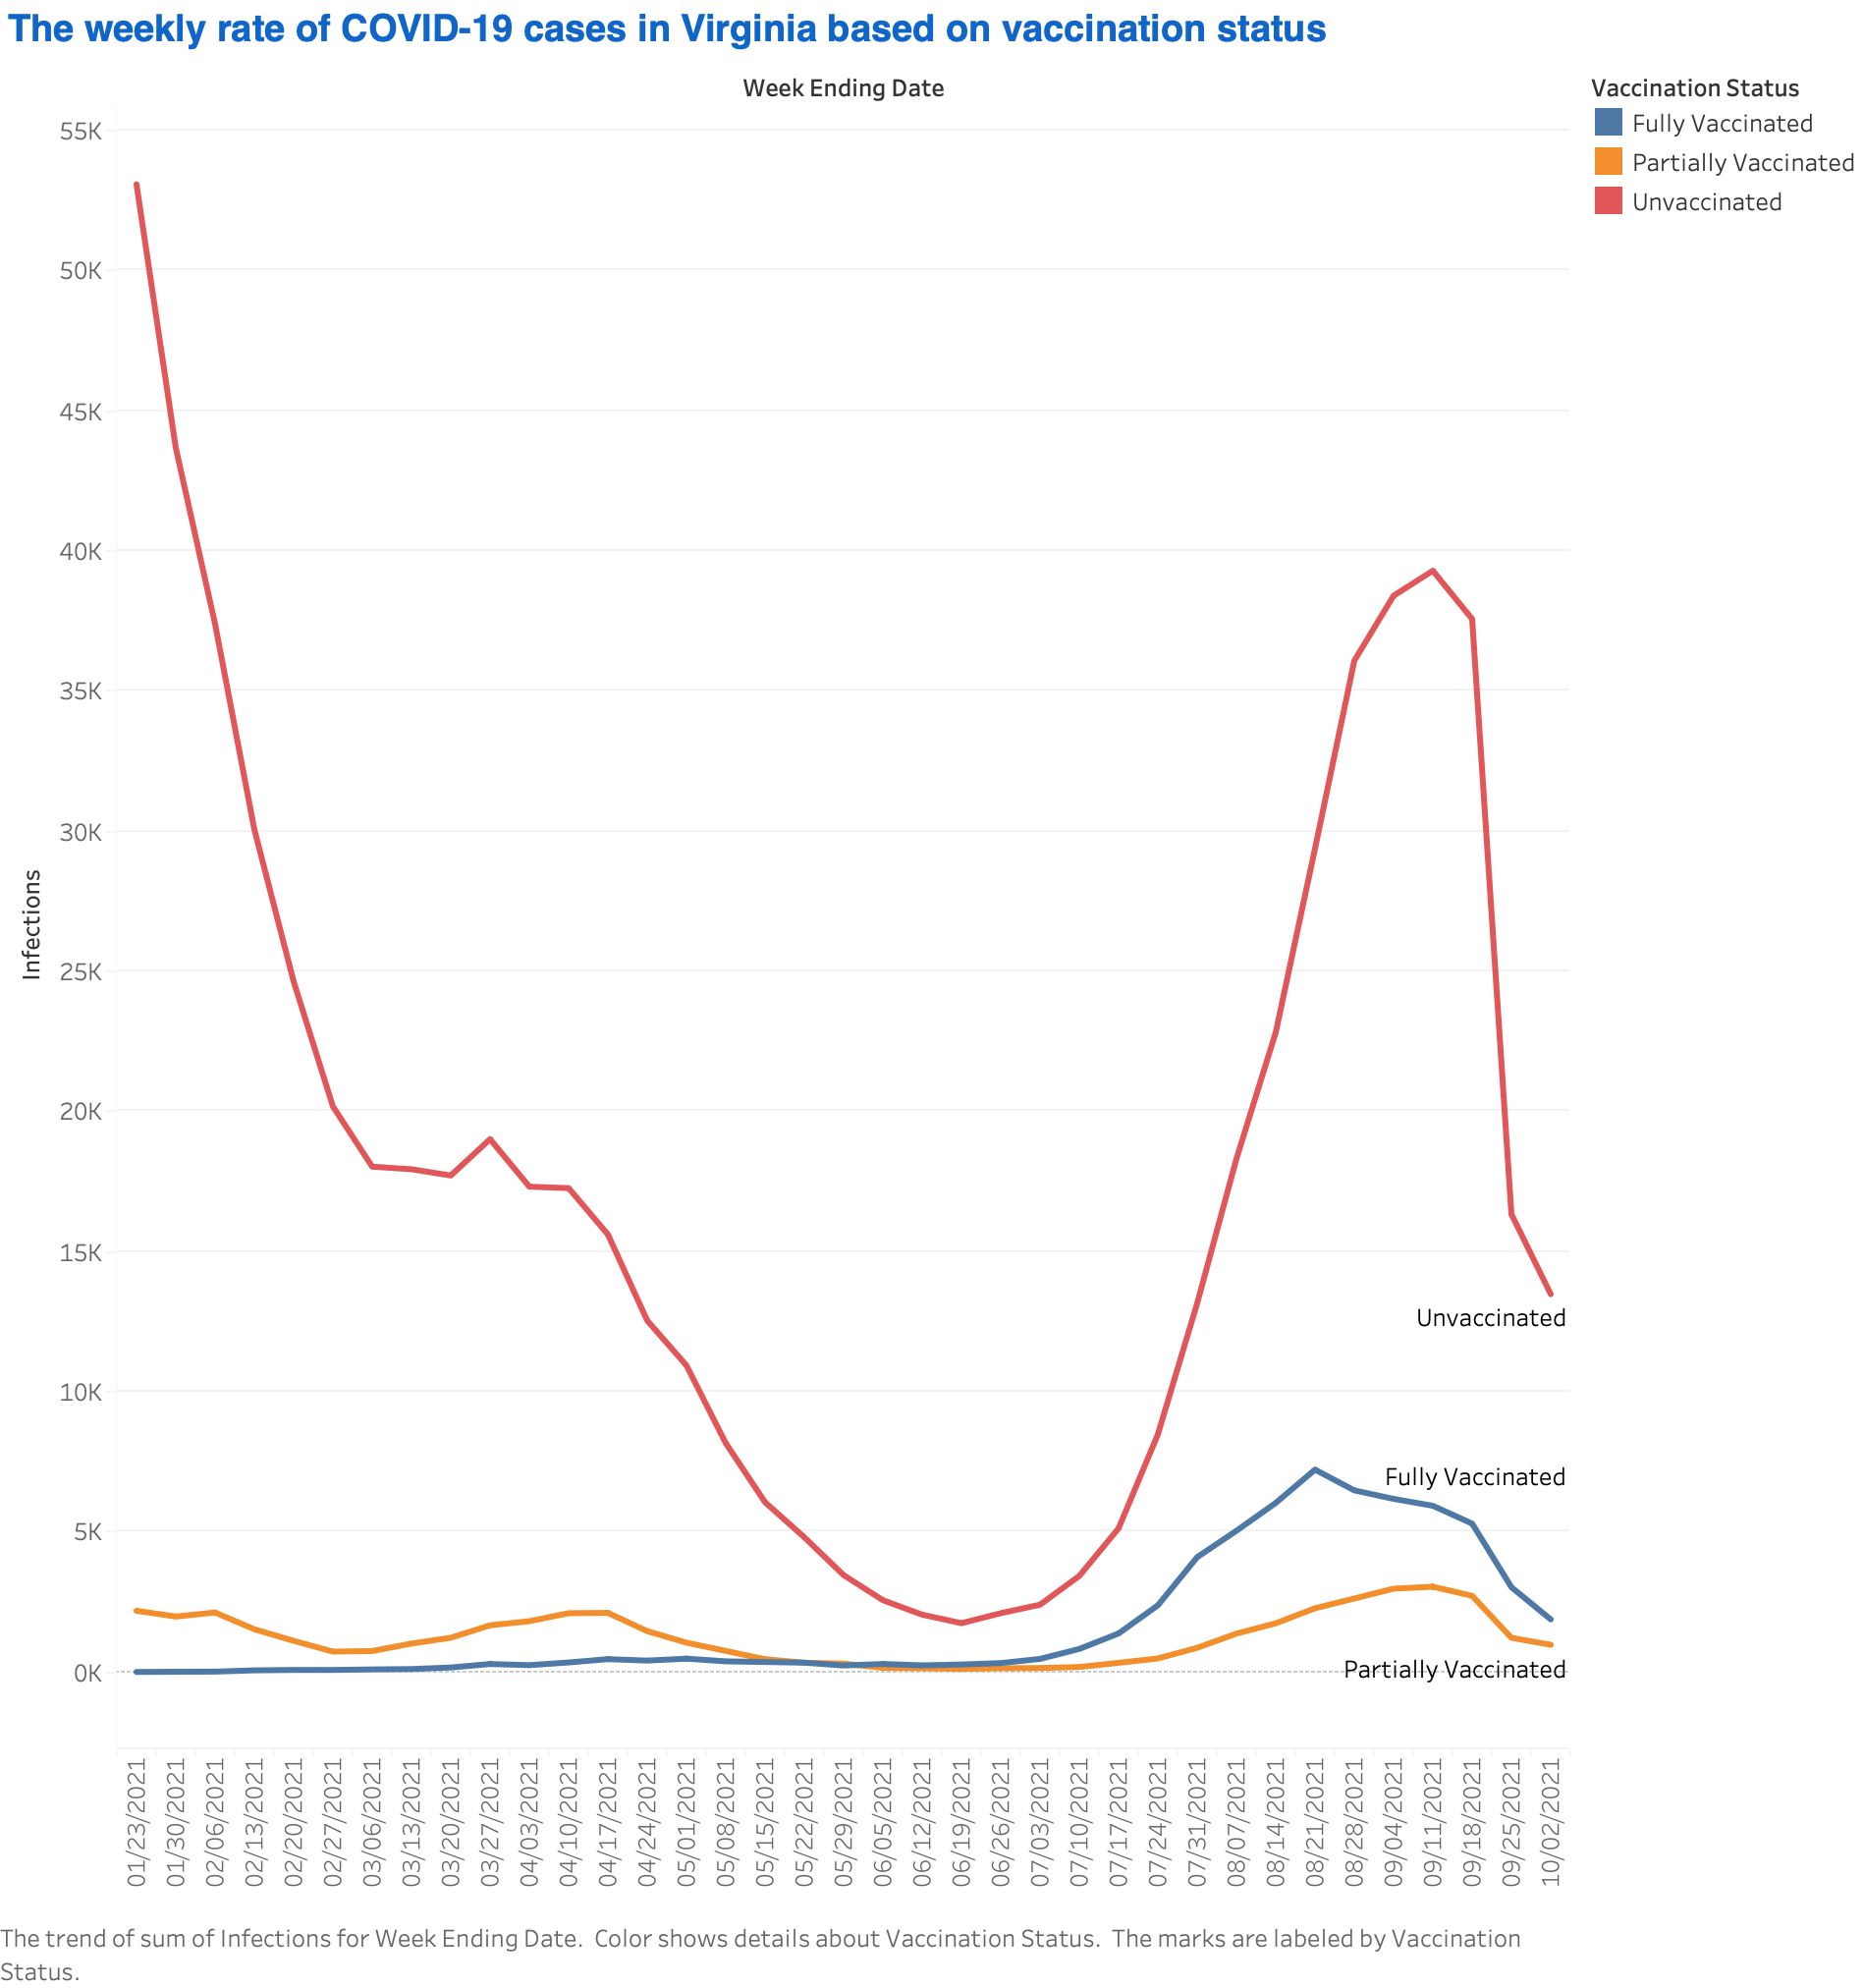 The weekly rate of COVID-19 cases in Virginia based on vaccination status
Week Ending Date
Vaccination Status
Fully Vaccinated
Partially Vaccinated
Unvaccinated
55K
50K
45K
40K
35K
30K
25K
20K
15K
10K
5K
0K
Infections
Unvaccinated
Fully Vaccinated
Partially Vaccinated
01/23/2021
01/30/2021
02/06/2021
02/13/2021
02/20/2021
02/27/2021
03/06/2021
03/13/2021
03/20/2021
03/27/2021
04/03/2021
04/10/2021
04/17/2021
04/24/2021
05/01/2021
05/08/2021
05/15/2021
05/22/2021
05/29/2021
06/05/2021
06/12/2021
06/19/2021
06/26/2021
07/03/2021
07/10/2021
07/17/2021
07/24/2021
07/31/2021
08/07/2021
08/14/2021
08/21/2021
08/28/2021
09/04/2021
09/11/2021
09/18/2021
09/25/2021
10/02/2021
The trend of sum of Infections for Week Ending Date.  Color shows details about Vaccination Status.  The marks are labeled by Vaccination
Status.